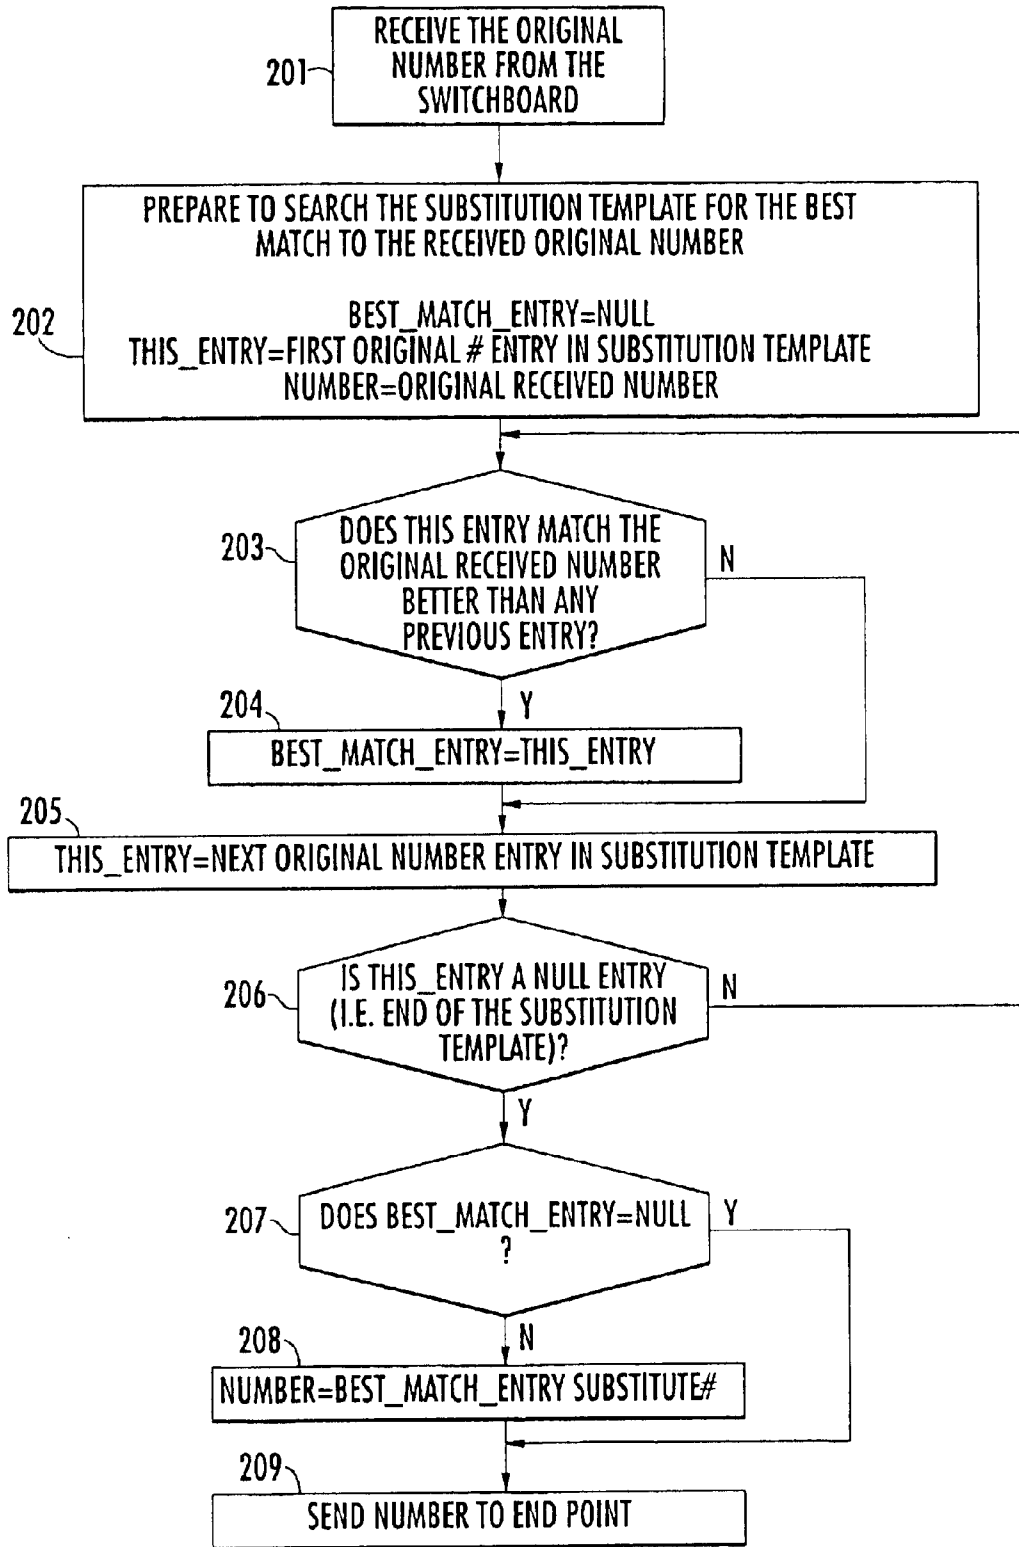 RECEIVE THE ORIGINAL
NUMBER FROM THE
SWITCHBOARD
201
PREPARE TO SEARCH THE SUBSTITUTION TEMPLATE FOR THE BEST
MATCH TO THE RECEIVED ORIGINAL NUMBER
BEST_MATCH_ENTRY=NULL
THIS_ENTRY=FIRST ORIGINAL # ENTRY IN SUBSTITUTION TEMPLATE
NUMBER=ORIGINAL RECEIVED NUMBER
202
DOES THIS ENTRY MATCH THE
ORIGINAL RECEIVED NUMBER
BETTER THAN ANY
PREVIOUS ENTRY?
203
N
Y
204
BEST_MATCH_ENTRY=THIS_ENTRY
205
THIS_ENTRY=NEXT ORIGINAL NUMBER ENTRY IN SUBSTITUTION TEMPLATE
IS THIS_ENTRY A NULL ENTRY
(I.E. END OF THE SUBSTITUTION
TEMPLATE)?
206
N
Y
DOES BEST_MATCH_ENTRY=NULL
?
207
Y
N
208
NUMBER=BEST_MATCH_ENTRY SUBSTITUTE#
209
SEND NUMBER TO END POINT